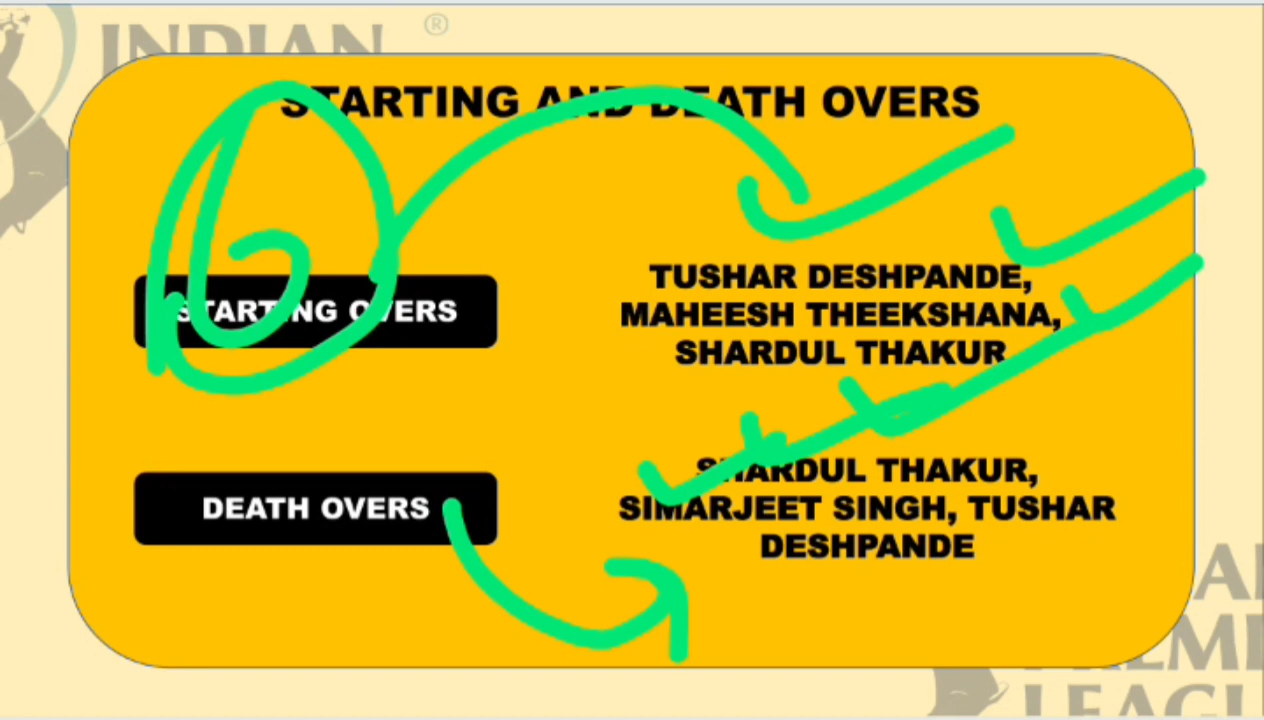 INDIAN
®
STARTING AND DEATH OVERS
6
STARTING OVERS
TUSHAR DESHPANDE,
MAHEESH THEEKSHANA,
SHARDUL THAKUR
DEATH OVERS
SHARDUL THAKUR,
SIMARJEET SINGH, TUSHAR
DESHPANDE